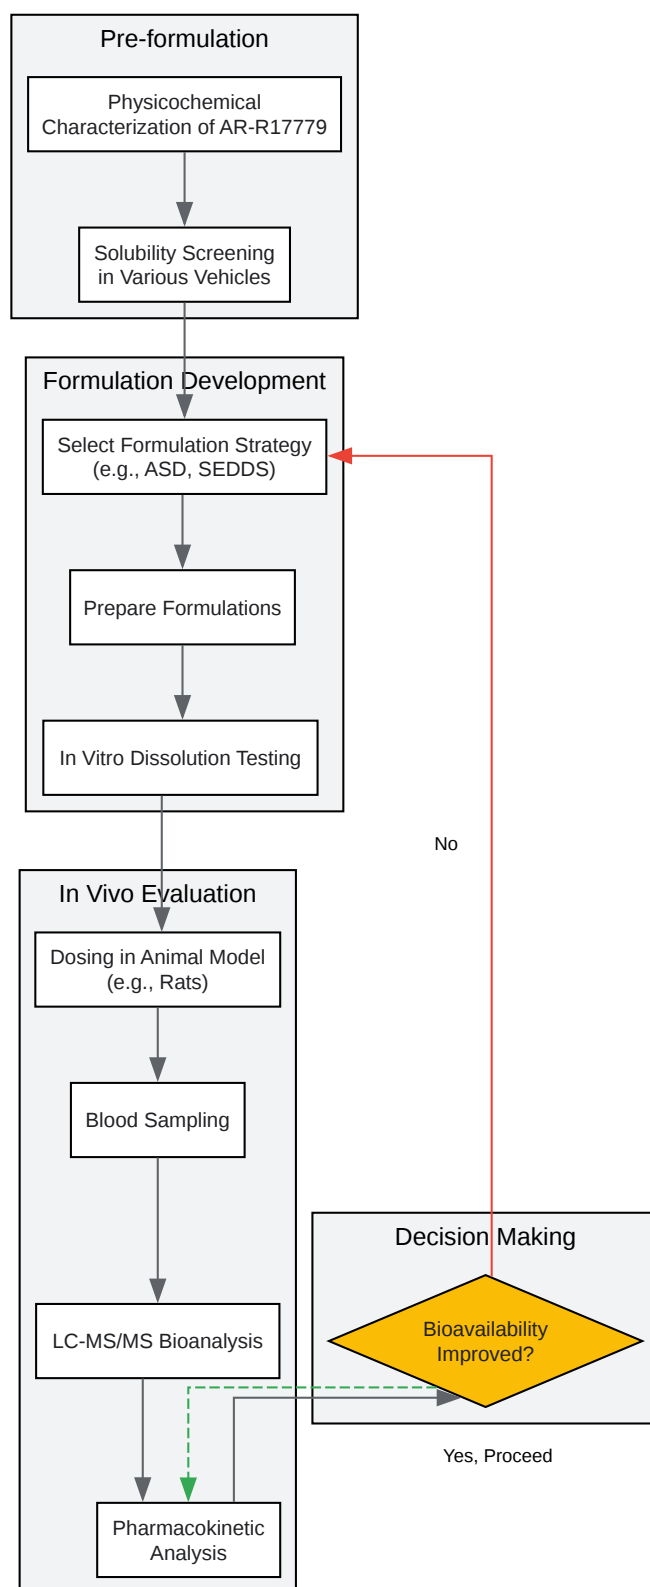 Pre-formulation
Physicochemical
Characterization of AR-R17779
Solubility Screening
in Various Vehicles
Formulation Development
Select Formulation Strategy
(e.g., ASD, SEDDS)
Prepare Formulations
In Vitro Dissolution Testing
No
In Vivo Evaluation
Dosing in Animal Model
(e.g., Rats)
Blood Sampling
Decision Making
LC-MS/MS Bioanalysis
Bioavailability
Improved?
Yes, Proceed
Pharmacokinetic
Analysis